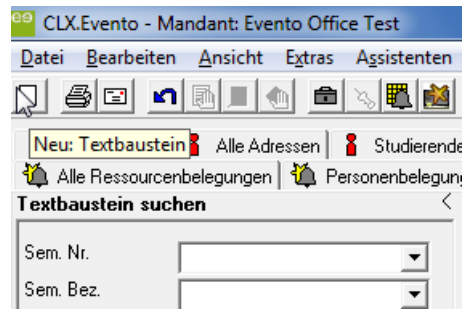 CLX.Evento - Mandant: Evento Office Test
Datei Bearbeiten Ansicht Extras Assistenten
Neu: Textbaustein Alle Adressen Studierende
Alle Ressourcenbelegungen Personenbelegung
Textbaustein suchen <
Sem. Nr.
Sem. Bez.